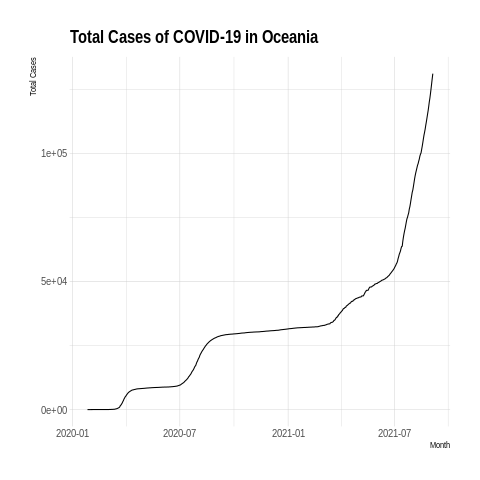 Total Cases of COVID-19 in Oceania
Total Cases
1e+05
5e+04
0e+00
2020-01 2020-07 2021-01 2021-07
Month